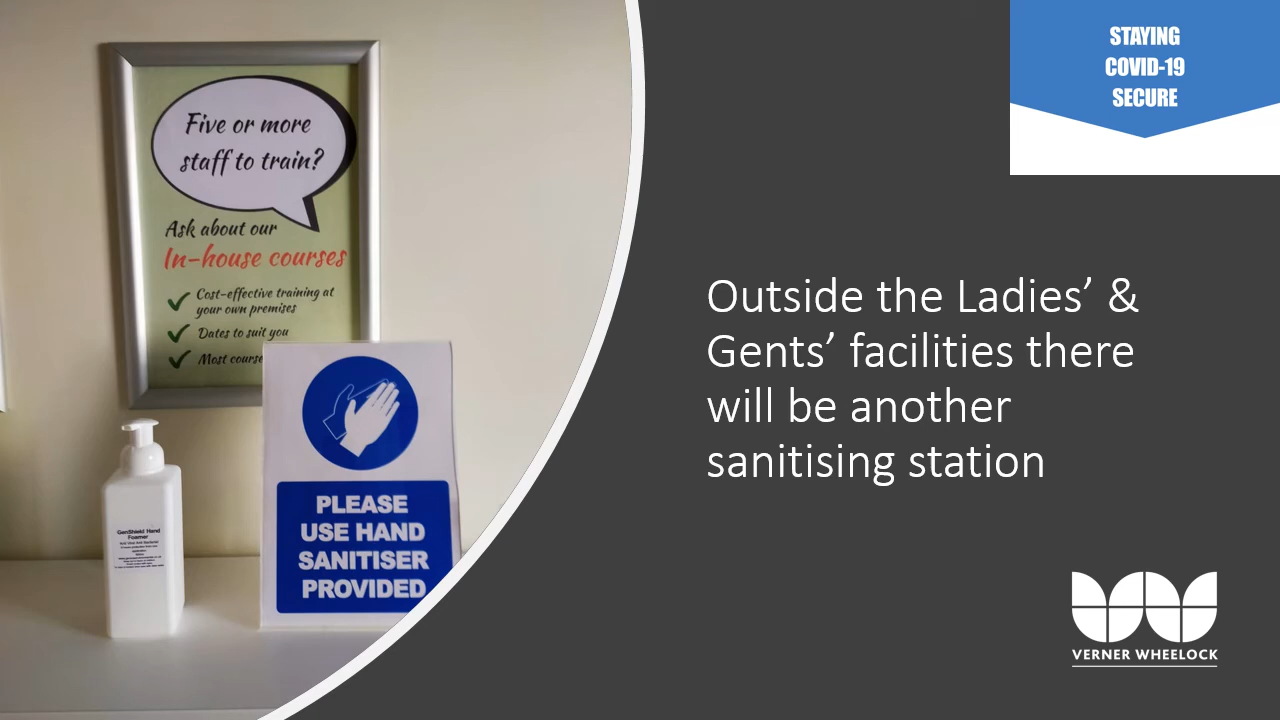 Five or more
staff to train?
Ask about our
In-house courses
Cost-effective training at
your own premises
Dates to suit you
Most course
GenShield Hand
Foamer
PLEASE
USE HAND
SANITISER
PROVIDED
STAYING
COVID-19
SECURE
Outside the Ladies’ &
Gents’ facilities there
will be another
sanitising station
VERNER WHEELOCK